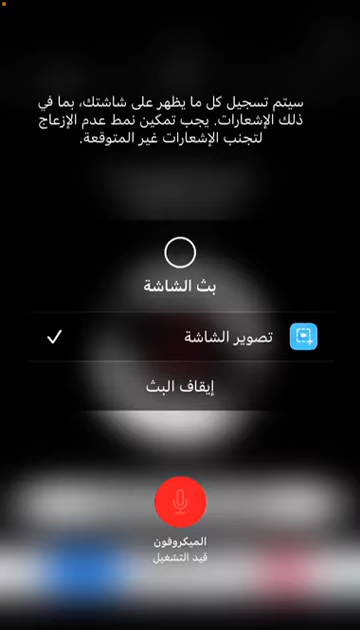 سيتم تسجيل كل ما يظهر على شاشتك، بما في
ذلك الإشعارات. يجب تمكين نمط عدم الإزعاج
لتجنب الإشعارات غير المتوقعة.
بث الشاشة
تصوير الشاشة
إيقاف البث
الميكروفون
قيد التشغيل